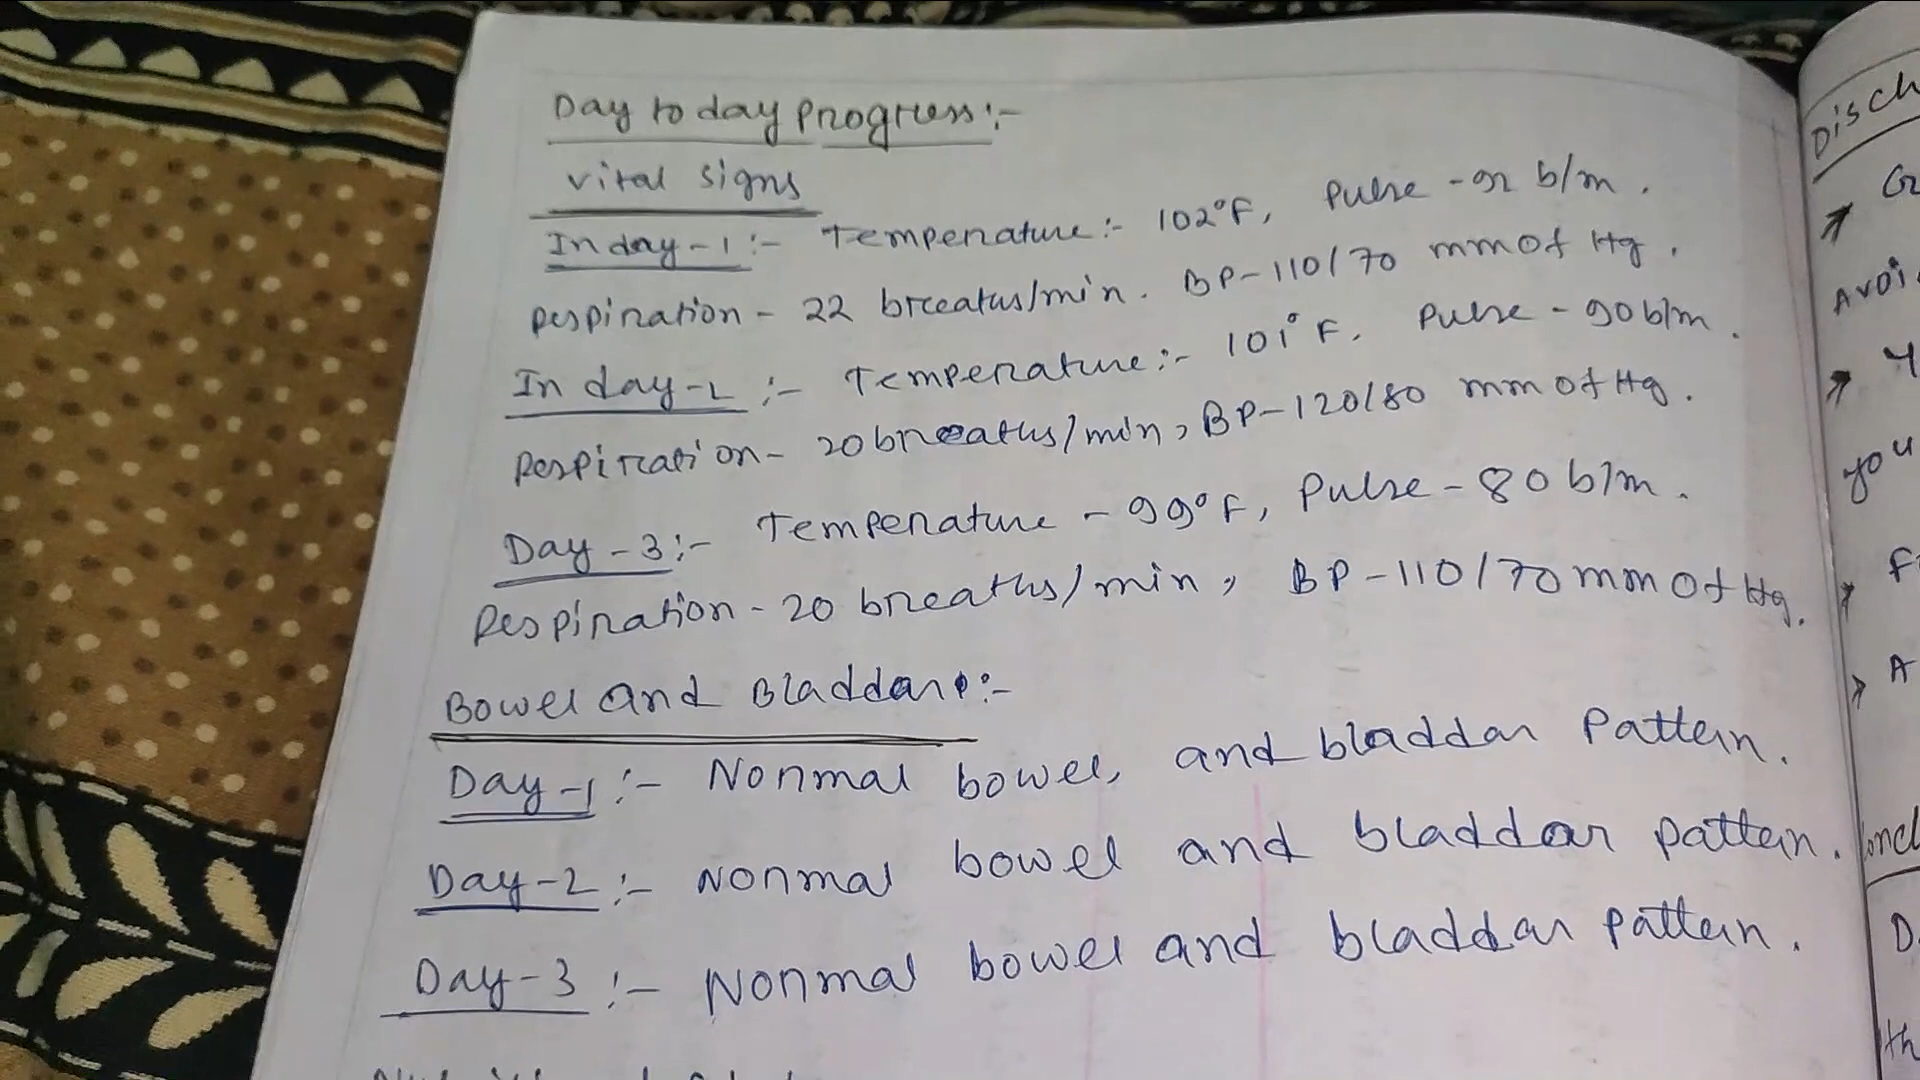 Day to day Progress:-
Vital Signs
In day-1:- Temperature:- 102°F, Pulse -92 b/m.
Respiration - 22 breaths/min. BP-110/70 mm of Hg.
In day-2 :- Temperature:- 101°F. Pulse - 90 b/m.
Respiration- 20 breaths/min, BP-120/80 mm of Hg.
Day -3:- Temperature - 99°F, Pulse - 80 b/m.
Respiration - 20 breaths/min, BP-110/70 mm of Hg.
Bowel and Bladdar:-
Day-1:- Normal bowel, and bladdar Pattern.
Day-2:- Normal bowel and bladdar pattern.
Day-3:- Normal bowel and bladdar pattern.
Disch
Avoi
you